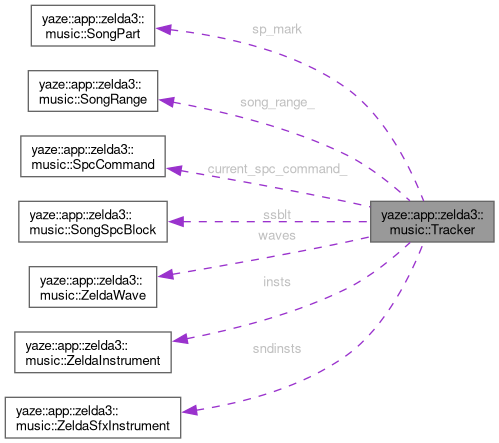 yaze::app::zelda3::
music::SongPart
sp_mark
yaze::app::zelda3::
music::SongRange
song_range_
yaze::app::zelda3::
music::SpcCommand
current_spc_command_
yaze::app::zelda3::
music::SongSpcBlock
ssblt
yaze::app::zelda3::
music::Tracker
waves
yaze::app::zelda3::
music::ZeldaWave
insts
yaze::app::zelda3::
music::ZeldaInstrument
sndinsts
yaze::app::zelda3::
music::ZeldaSfxInstrument